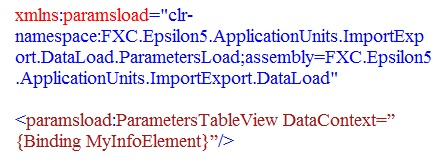 xmlns:paramsload="clr-
namespace:FXC.Epsilon5.ApplicationUnits.ImportExp
ort.DataLoad.ParametersLoad;assembly=FXC.Epsilon5
.ApplicationUnits.ImportExport.DataLoad"
<paramsload:ParametersTableView DataContext=”
{Binding MyInfoElement}”/>